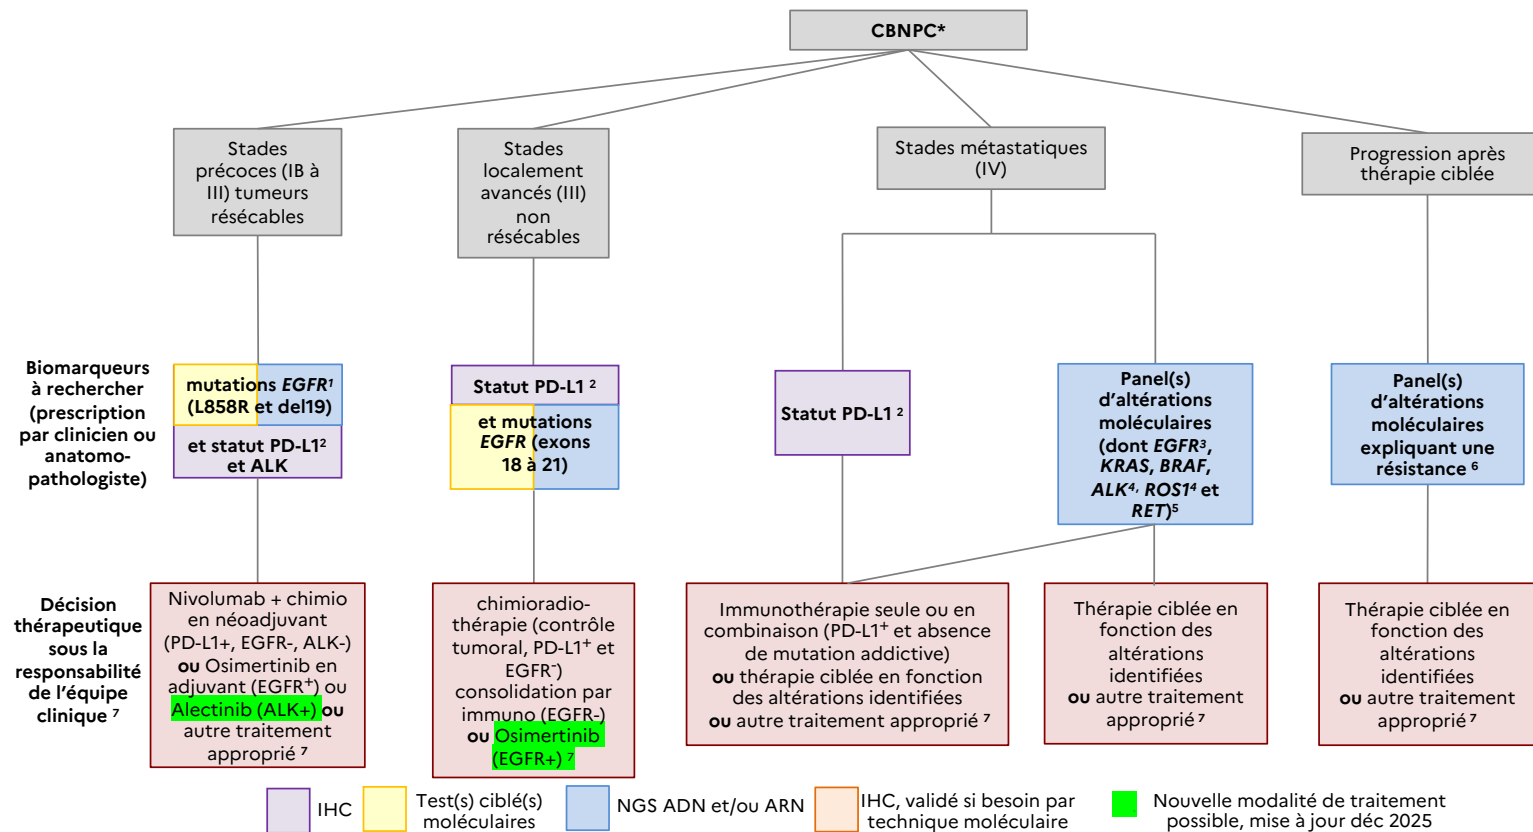 CBNPC*
Stades
précoces (IB à
III) tumeurs
résécables
Stades
localement
avancés (III)
non
résécables
Stades métastatiques
(IV)
Progression après
thérapie ciblée
Biomarqueurs
à rechercher
(prescription
par clinicien ou
anatomo-
pathologiste)
mutations EGFR¹
(L858R et del19)
et statut PD-L1²
et ALK
Statut PD-L1 ²
et mutations
EGFR (exons
18 à 21)
Statut PD-L1 ²
Panel(s)
d'altérations
moléculaires
(dont EGFR³,
KRAS, BRAF,
ALK⁴, ROS1⁴ et
RET)⁵
Panel(s)
d'altérations
moléculaires
expliquant une
résistance ⁶
Décision
thérapeutique
sous la
responsabilité
de l'équipe
clinique ⁷
Nivolumab + chimio
en néoadjuvant
(PD-L1+, EGFR-, ALK-)
ou Osimertinib en
adjuvant (EGFR⁺) ou
Alectinib (ALK+) ou
autre traitement
approprié ⁷
chimioradio-
thérapie (contrôle
tumoral, PD-L1⁺ et
EGFR⁻)
consolidation par
immuno (EGFR-)
ou Osimertinib
(EGFR+) ⁷
Immunothérapie seule ou en
combinaison (PD-L1⁺ et absence
de mutation addictive)
ou thérapie ciblée en fonction
des altérations identifiées
ou autre traitement approprié ⁷
Thérapie ciblée en
fonction des
altérations
identifiées
ou autre traitement
approprié ⁷
Thérapie ciblée en
fonction des
altérations
identifiées
ou autre traitement
approprié ⁷
IHC
Test(s) ciblé(s)
moléculaires
NGS ADN et/ou ARN
IHC, validé si besoin par
technique moléculaire
Nouvelle modalité de traitement
possible, mise à jour déc 2025